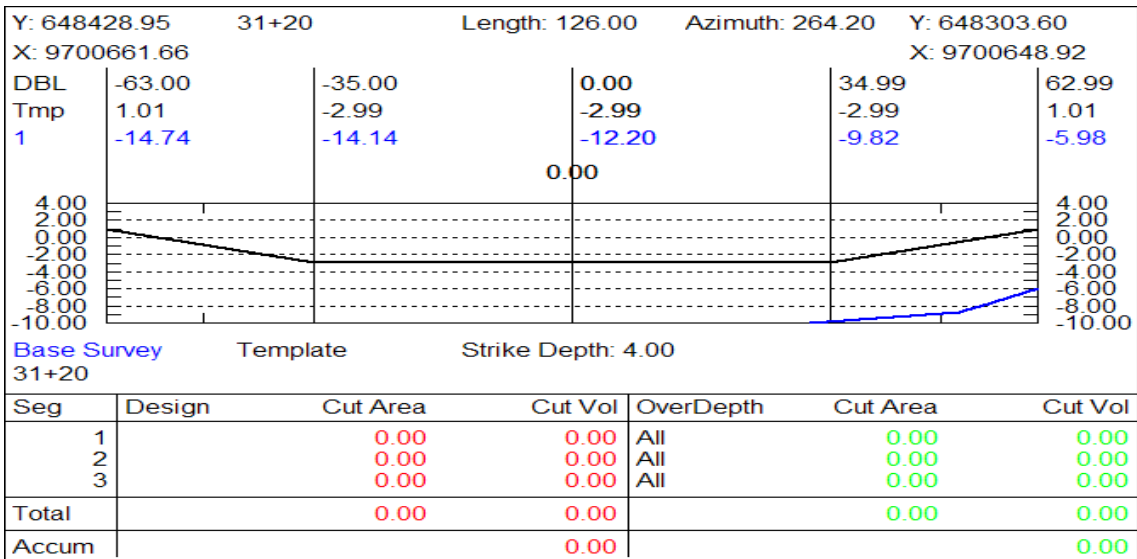 Y: 648428.95 31+20 Length: 126.00 Azimuth: 264.20 Y: 648303.60
X: 9700661.66 X: 9700648.92
DBL -63.00 -35.00 0.00 34.99 62.99
Tmp 1.01 -2.99 -2.99 -2.99 1.01
1 -14.74 -14.14 -12.20 -9.82 -5.98
0.00
4.00 4.00
2.00 2.00
0.00 0.00
-2.00 -2.00
-4.00 -4.00
-6.00 -6.00
-8.00 -8.00
-10.00 -10.00
Base Survey Template Strike Depth: 4.00
31+20
Seg Design Cut Area Cut Vol OverDepth Cut Area Cut Vol
1 0.00 0.00 All 0.00 0.00
2 0.00 0.00 All 0.00 0.00
3 0.00 0.00 All 0.00 0.00
Total 0.00 0.00 0.00 0.00
Accum 0.00 0.00